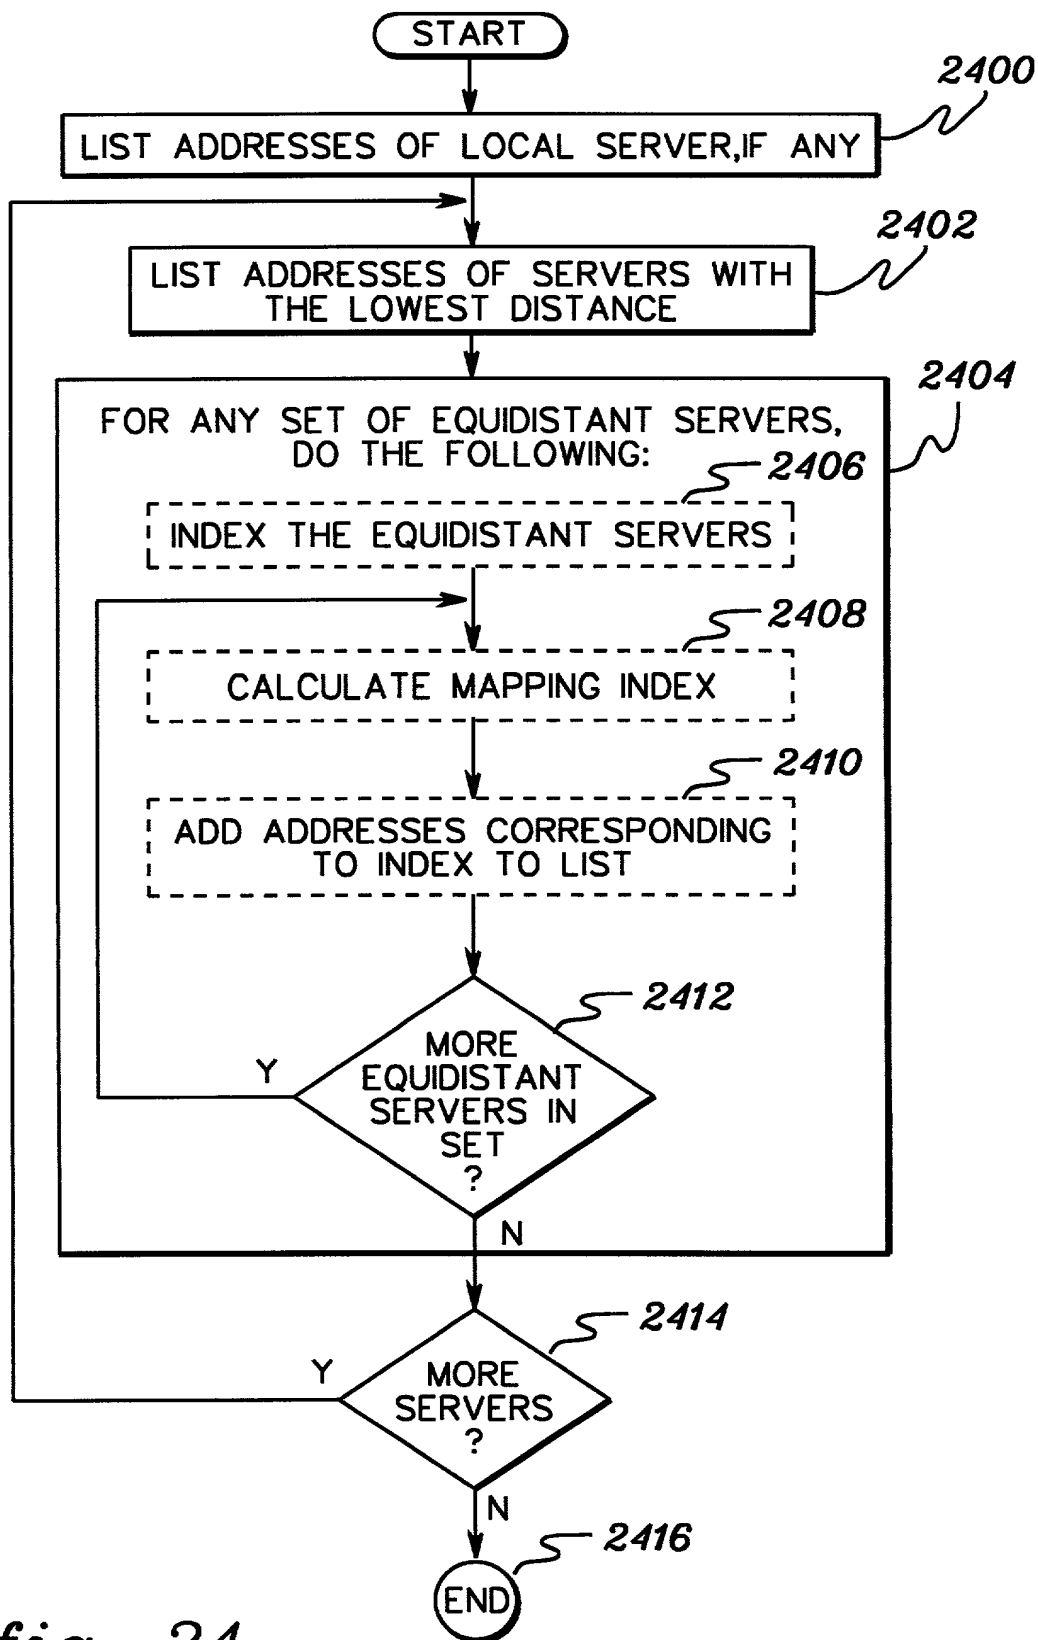 START
2400
LIST ADDRESSES OF LOCAL SERVER,IF ANY
2402
LIST ADDRESSES OF SERVERS WITH
THE LOWEST DISTANCE
2404
FOR ANY SET OF EQUIDISTANT SERVERS,
DO THE FOLLOWING:
2406
INDEX THE EQUIDISTANT SERVERS
2408
CALCULATE MAPPING INDEX
2410
ADD ADDRESSES CORRESPONDING
TO INDEX TO LIST
2412
MORE
EQUIDISTANT
SERVERS IN
SET
?
Y
N
2414
MORE
SERVERS
?
Y
N
2416
END
fig. 24